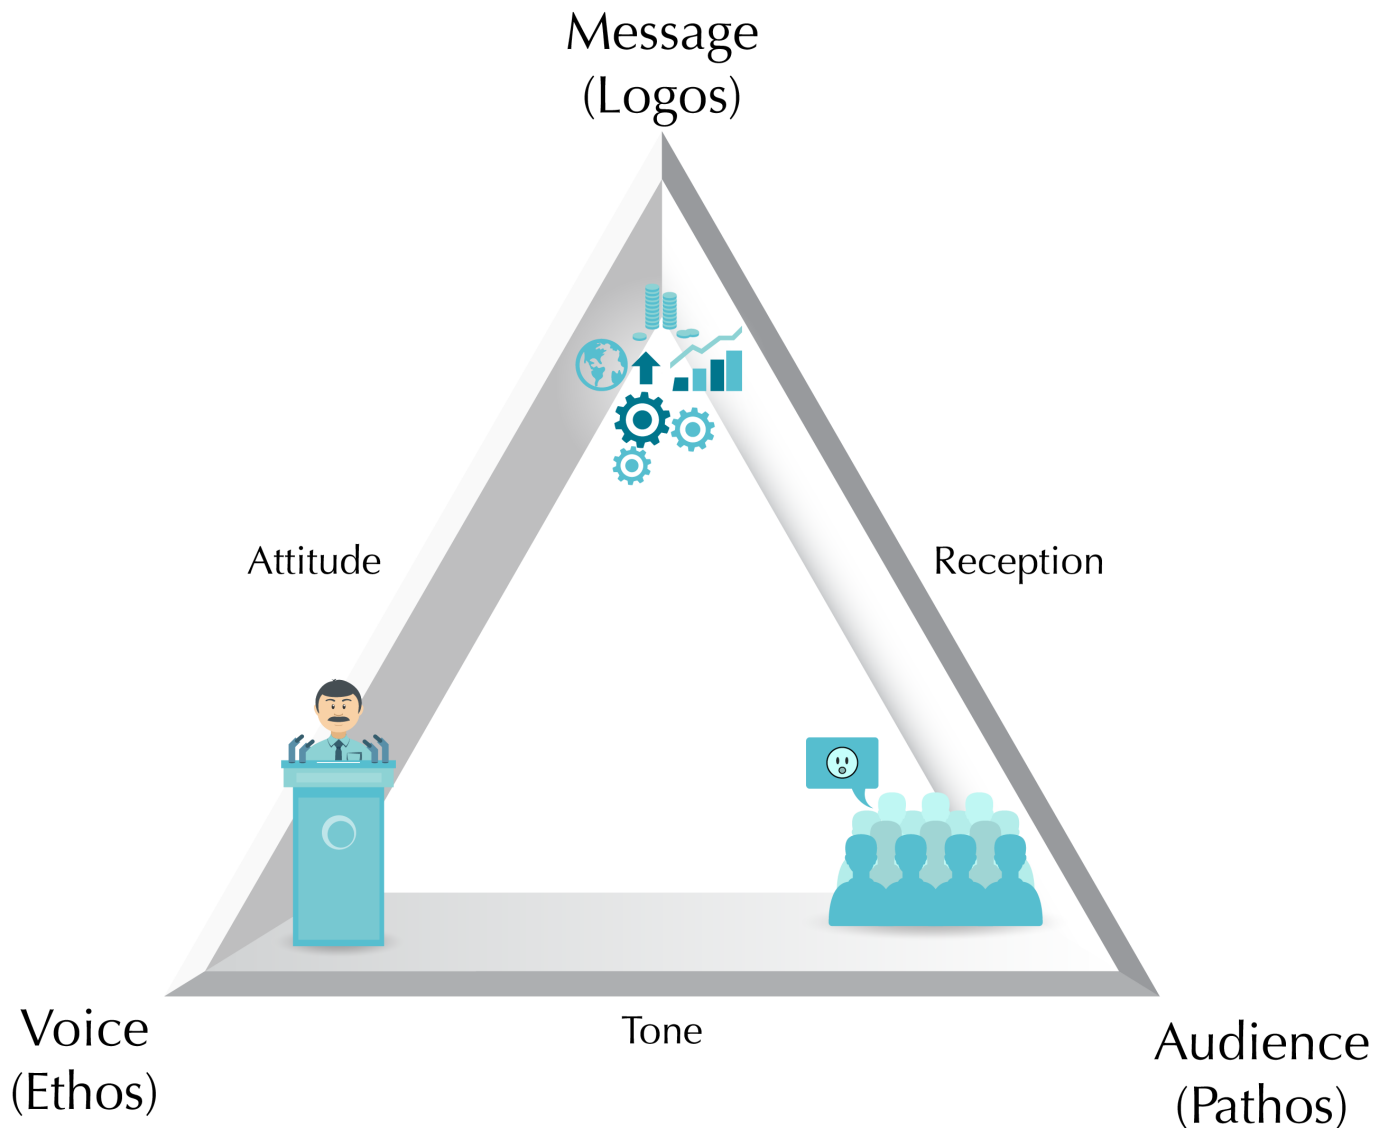 Message
(Logos)
Attitude
Reception
Voice
(Ethos)
Tone
Audience
(Pathos)